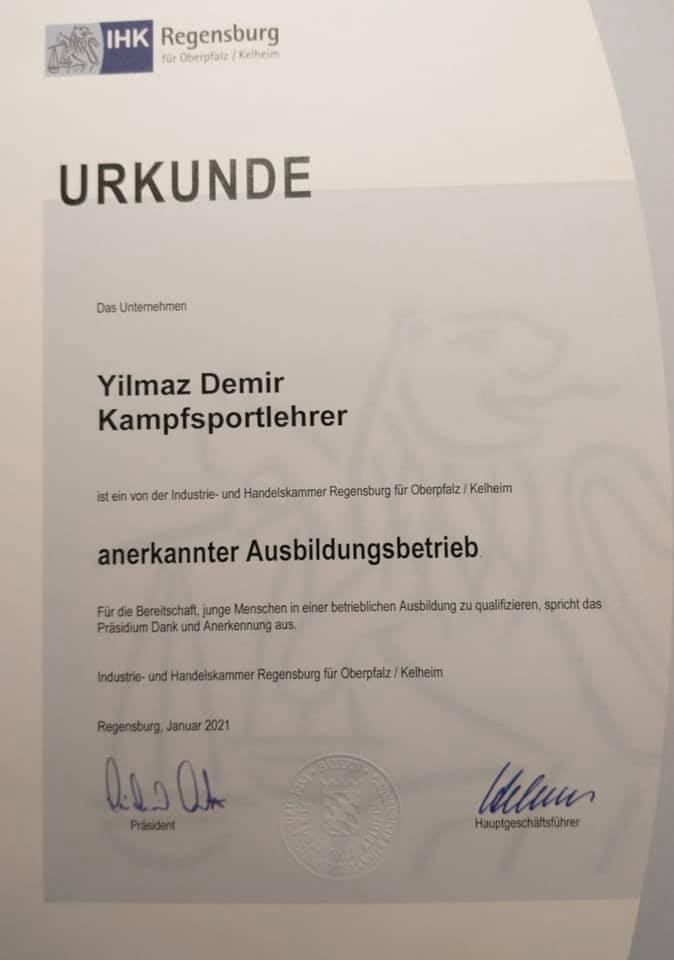 IHK Regensburg
für Oberpfalz / Kelheim
URKUNDE
Das Unternehmen
Yilmaz Demir
Kampfsportlehrer
ist ein von der Industrie- und Handelskammer Regensburg für Oberpfalz / Kelheim
anerkannter Ausbildungsbetrieb.
Für die Bereitschaft, junge Menschen in einer betrieblichen Ausbildung zu qualifizieren, spricht das
Präsidium Dank und Anerkennung aus.
Industrie- und Handelskammer Regensburg für Oberpfalz / Kelheim
Regensburg, Januar 2021
Präsident
Hauptgeschäftsführer